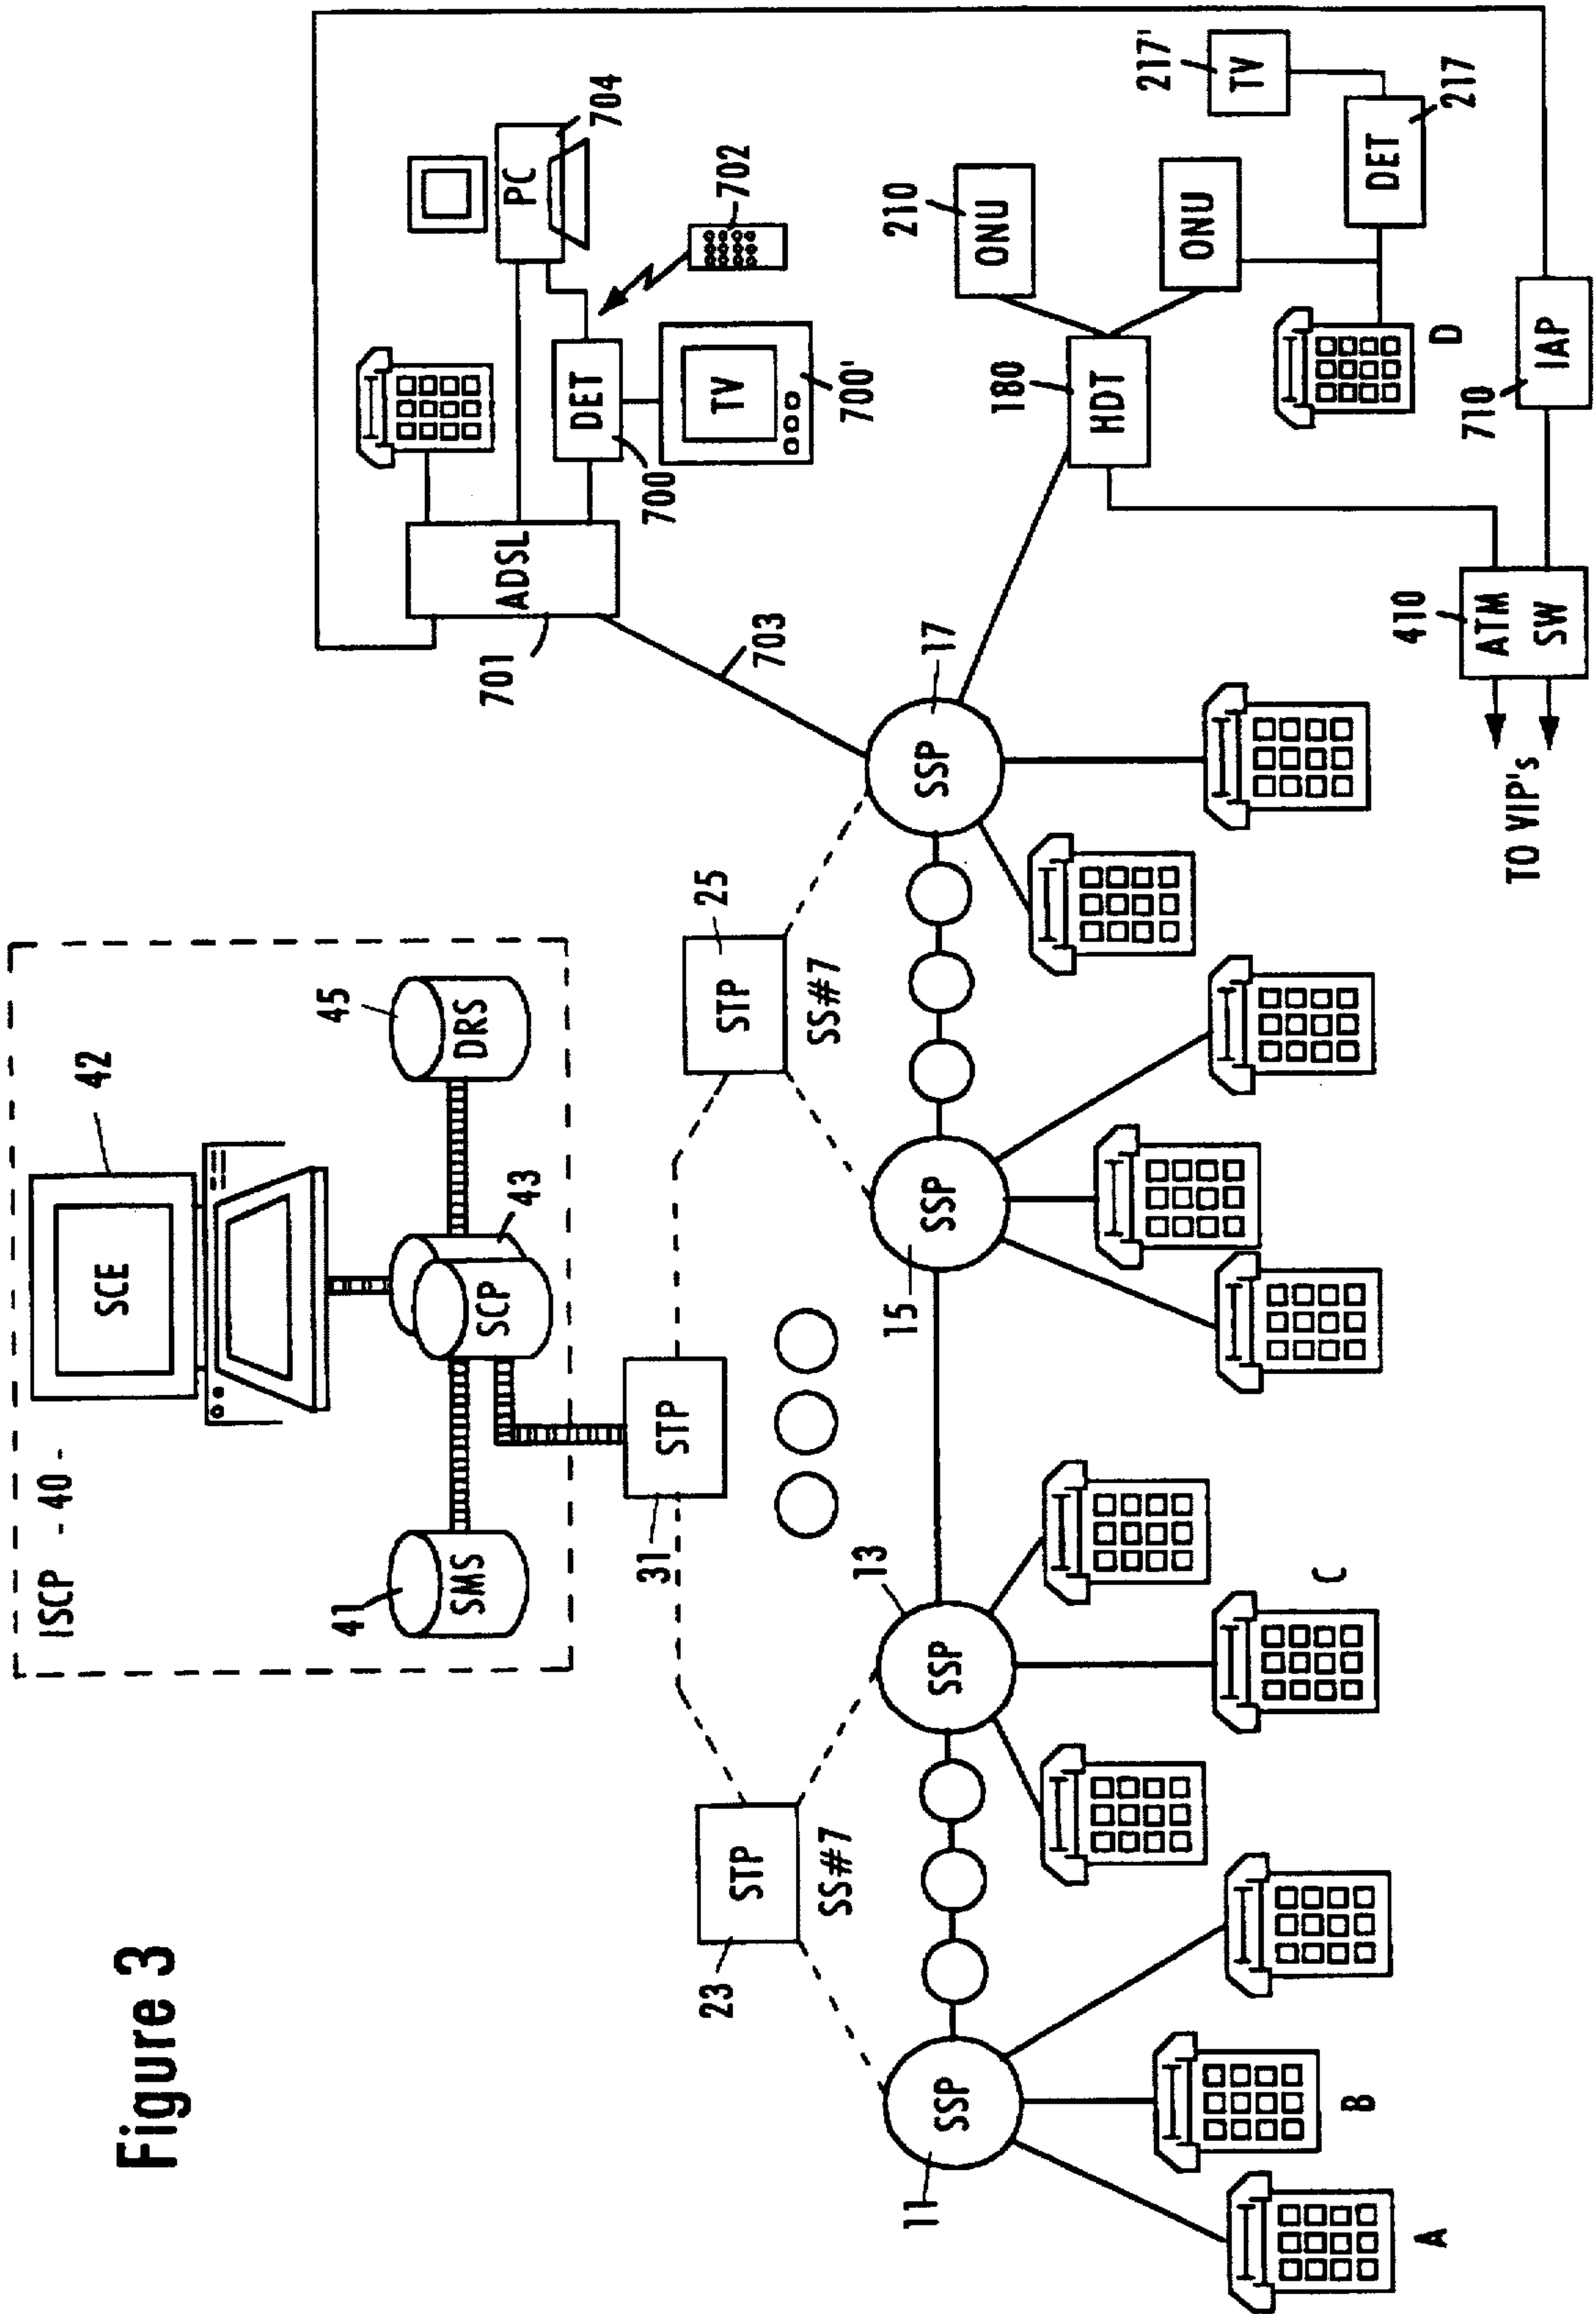 Figure 3
ISCP - 40 -
SCE
42
SMS
41
SCP
43
DRS
45
STP
31
STP
23
SS#7
STP
25
SS#7
SSP
11
SSP
13
SSP
15
SSP
17
A
B
C
D
703
ADSL
701
PC
704
702
DET
700
TV
700'
HDT
180
ONU
210
ONU
DET
217
TV
217'
IAP
710
ATM
SW
410
TO VIP's